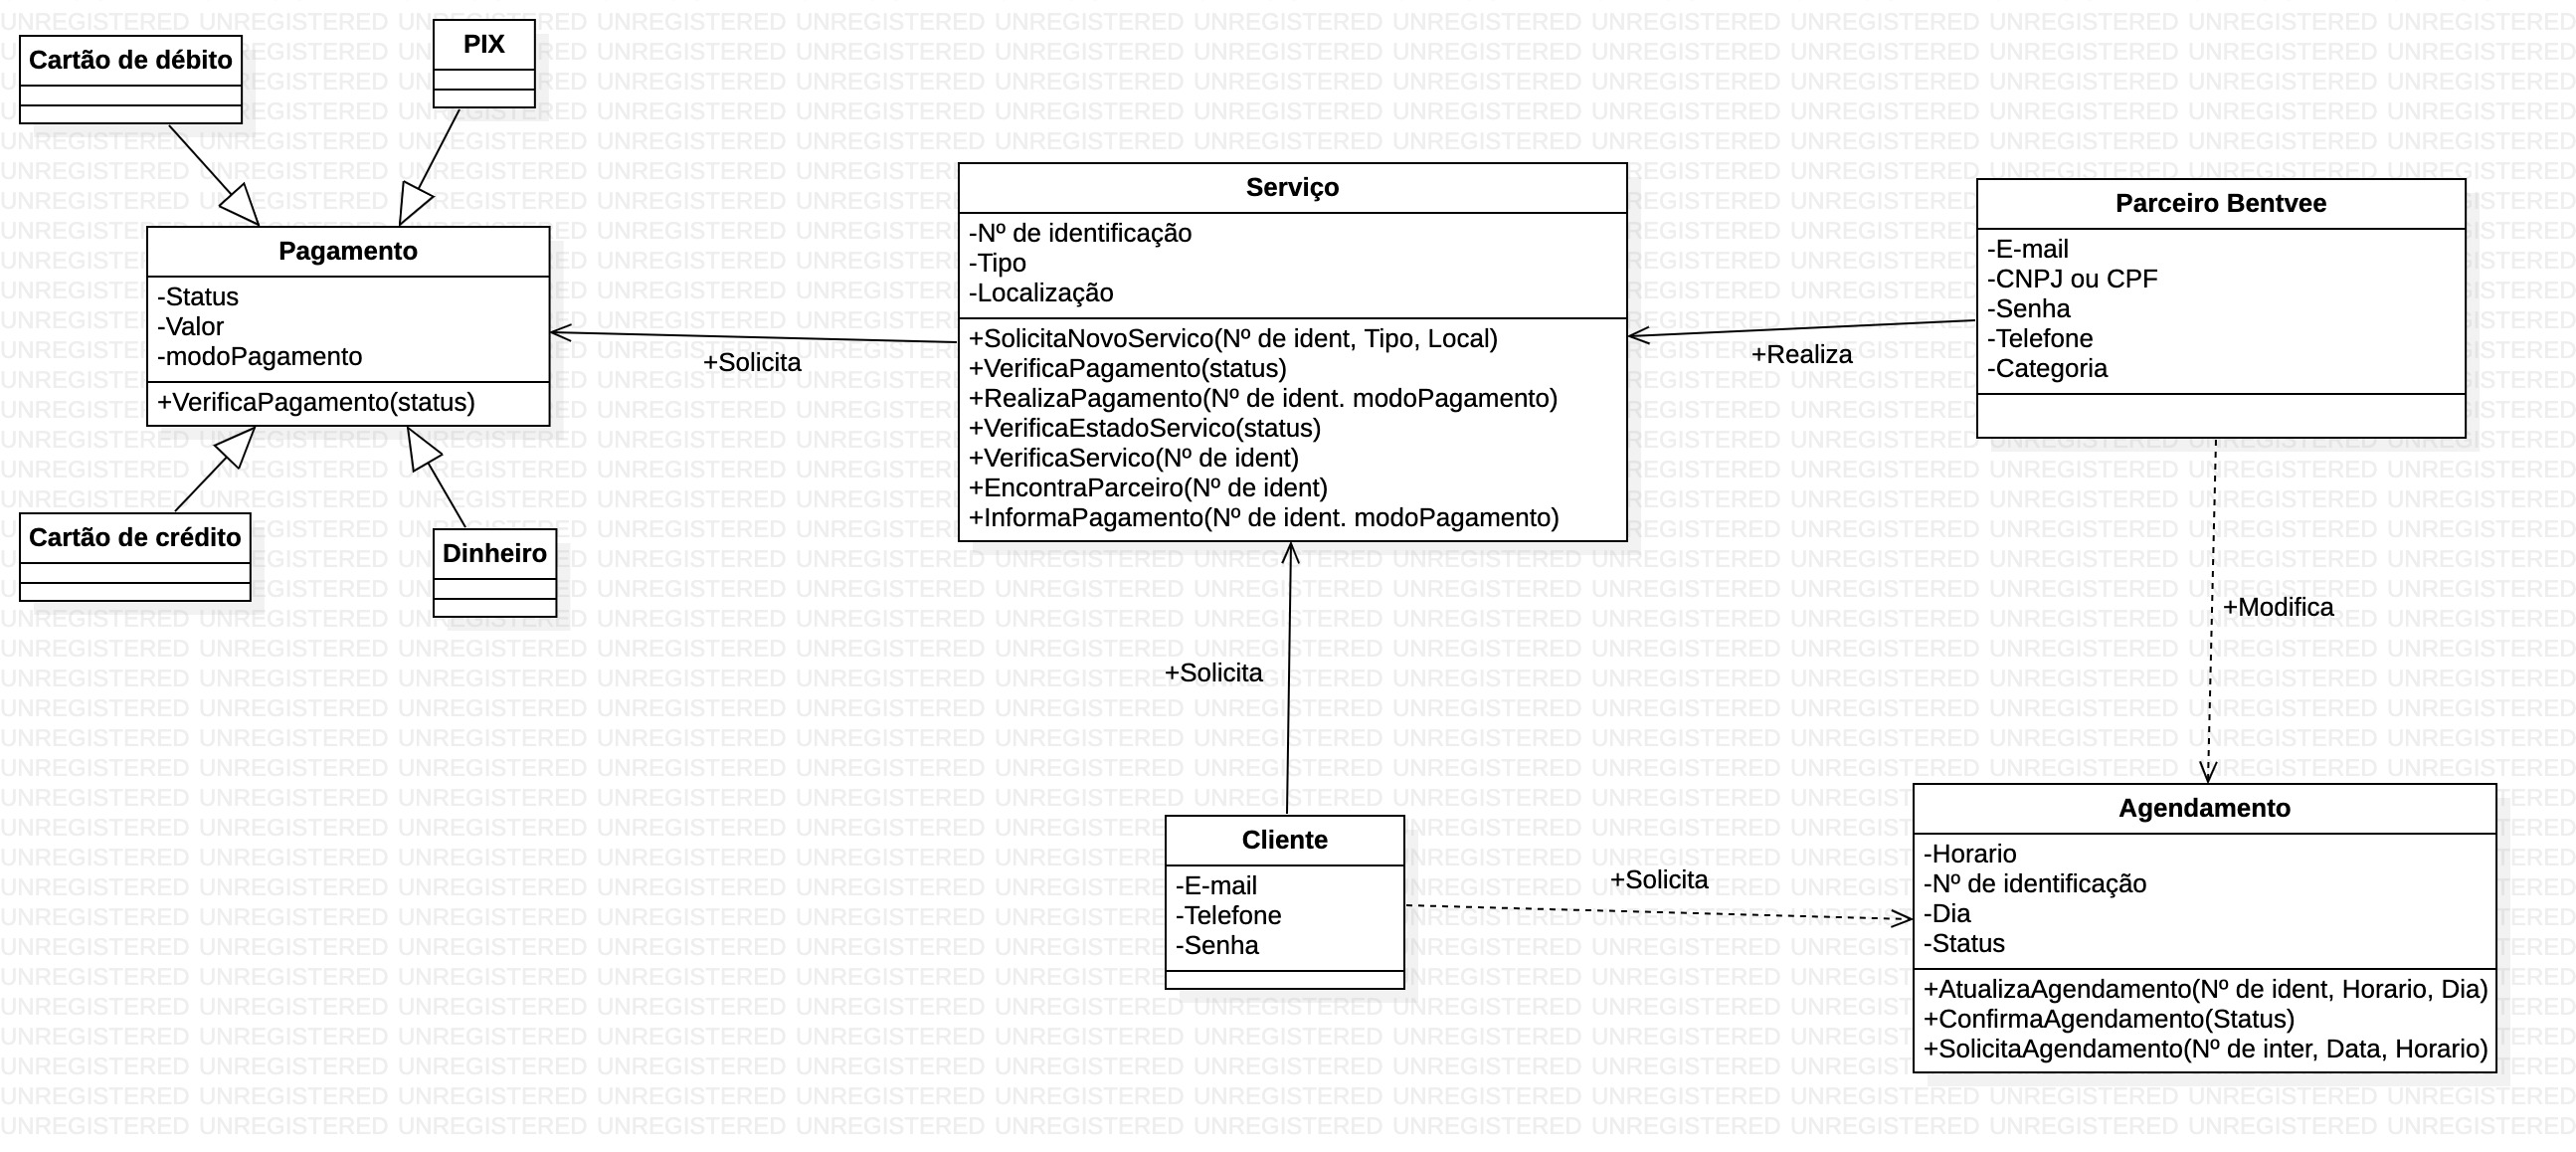 Cartão de débito
PIX
Pagamento
-Status
-Valor
-modoPagamento
+VerificaPagamento(status)
Cartão de crédito
Dinheiro
+Solicita
Serviço
-Nº de identificação
-Tipo
-Localização
+SolicitaNovoServico(Nº de ident, Tipo, Local)
+VerificaPagamento(status)
+RealizaPagamento(Nº de ident. modoPagamento)
+VerificaEstadoServico(status)
+VerificaServico(Nº de ident)
+EncontraParceiro(Nº de ident)
+InformaPagamento(Nº de ident. modoPagamento)
+Realiza
Parceiro Bentvee
-E-mail
-CNPJ ou CPF
-Senha
-Telefone
-Categoria
+Modifica
+Solicita
Cliente
-E-mail
-Telefone
-Senha
+Solicita
Agendamento
-Horario
-Nº de identificação
-Dia
-Status
+AtualizaAgendamento(Nº de ident, Horario, Dia)
+ConfirmaAgendamento(Status)
+SolicitaAgendamento(Nº de inter, Data, Horario)
UNREGISTERED